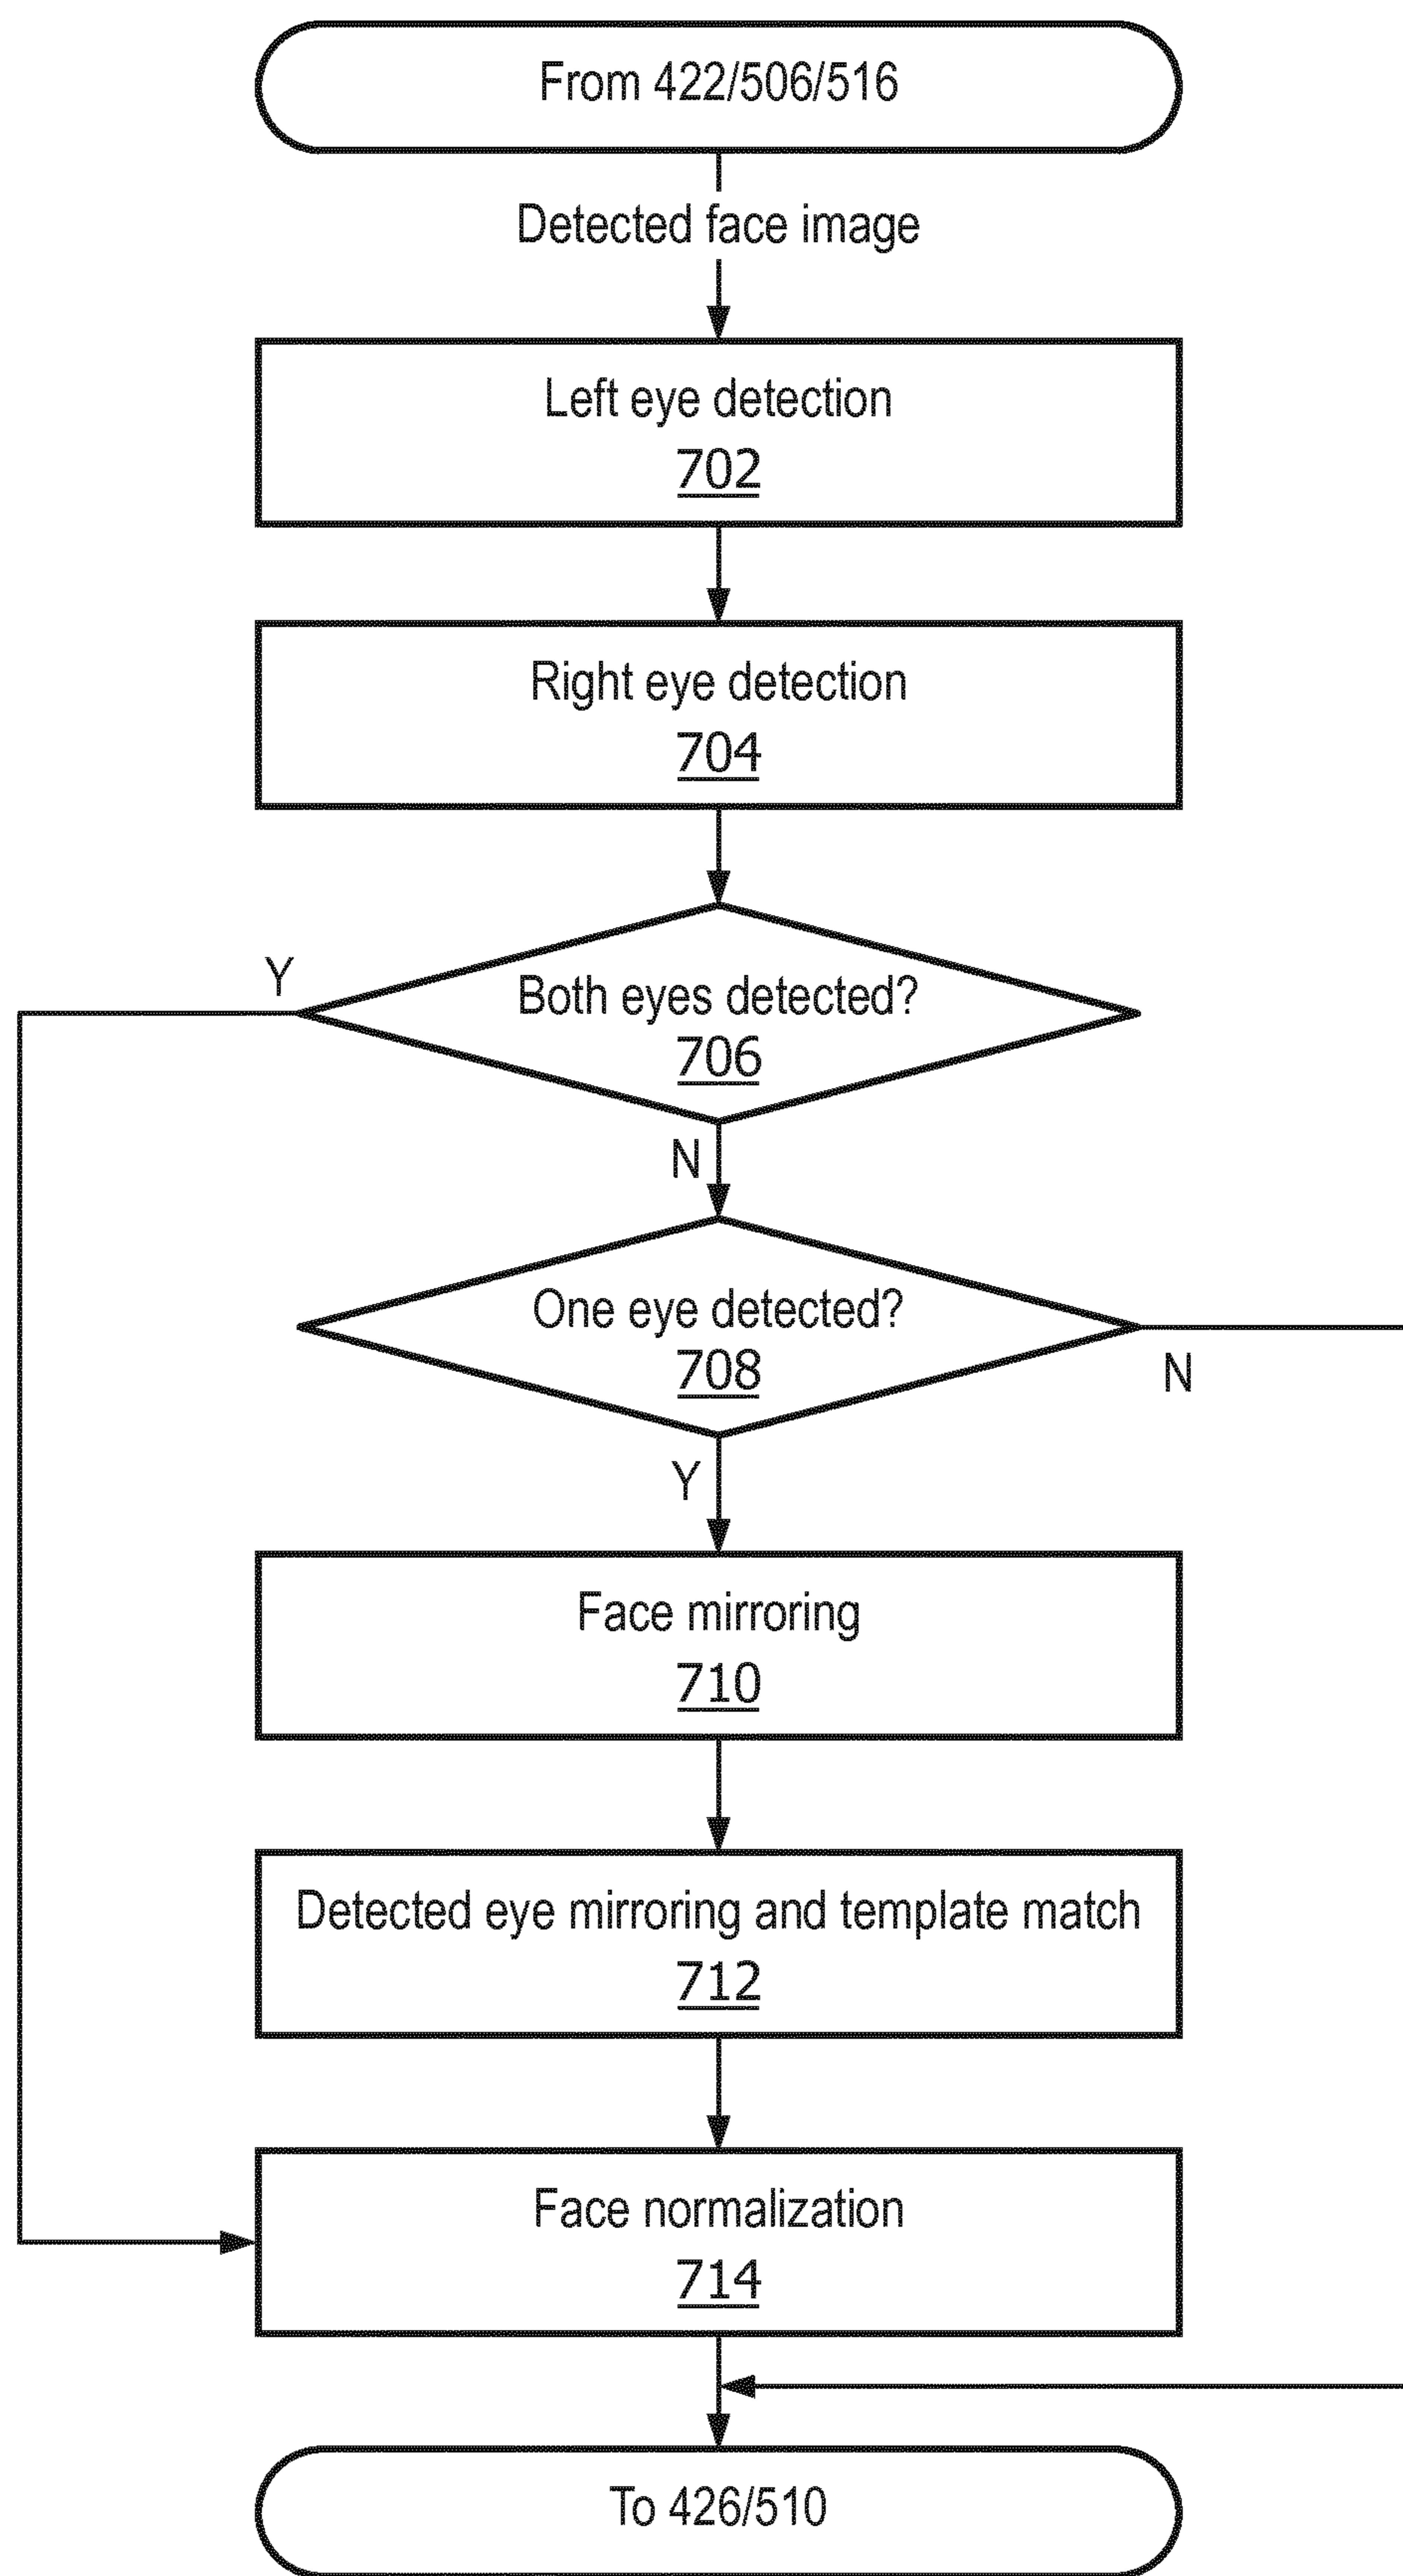 From 422/506/516
Detected face image
Left eye detection
702
Right eye detection
704
Y
Both eyes detected?
706
N
One eye detected?
708
N
Y
Face mirroring
710
Detected eye mirroring and template match
712
Face normalization
714
To 426/510